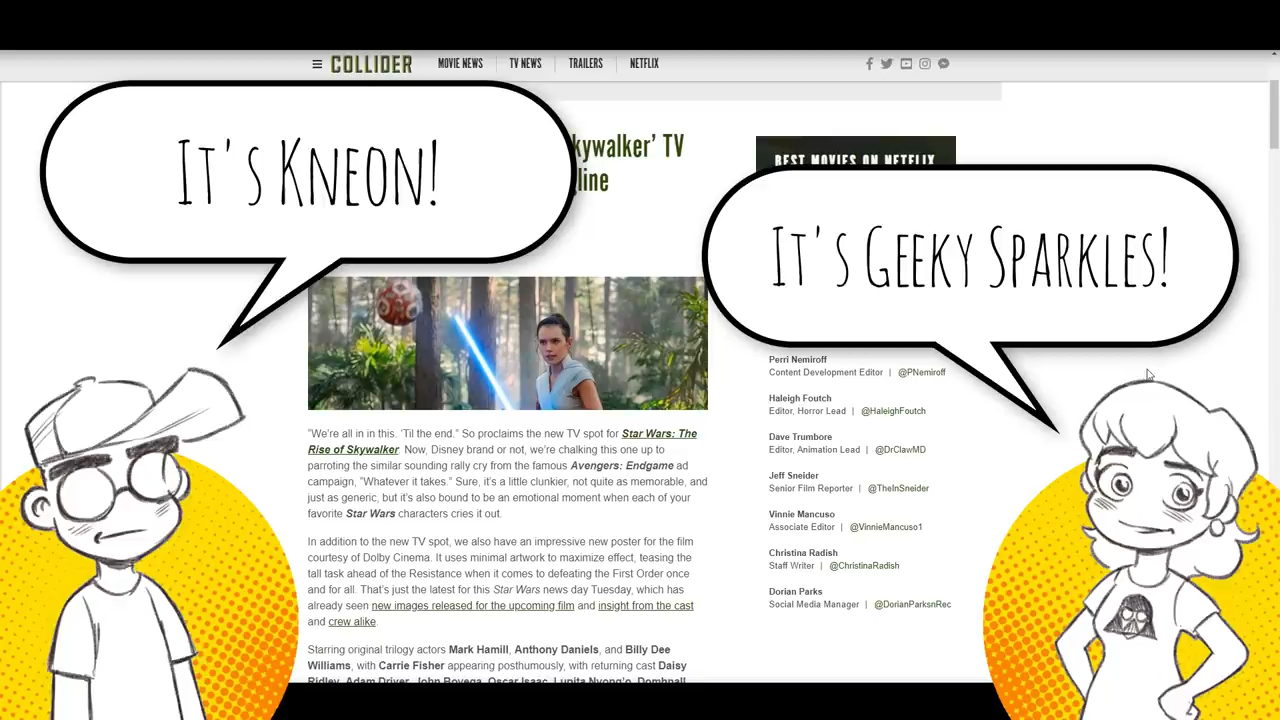 COLLIDER
MOVIE NEWS
TV NEWS
TRAILERS
NETFLIX
It's Kneon!
kywalker' TV
line
BEST MOVIES ON NETFLIX
It's Geeky Sparkles!
"We're all in in this. 'Til the end." So proclaims the new TV spot for Star Wars: The
Rise of Skywalker Now, Disney brand or not, we're chalking this one up to
parroting the similar sounding rally cry from the famous Avengers: Endgame ad
campaign, "Whatever it takes." Sure, it's a little clunkier, not quite as memorable, and
just as generic, but it's also bound to be an emotional moment when each of your
favorite Star Wars characters cries it out.
In addition to the new TV spot, we also have an impressive new poster for the film
courtesy of Dolby Cinema. It uses minimal artwork to maximize effect, teasing the
tall task ahead of the Resistance when it comes to defeating the First Order once
and for all. That's just the latest for this Star Wars news day Tuesday, which has
already seen new images released for the upcoming film and insight from the cast
and crew alike.
Starring original trilogy actors Mark Hamill, Anthony Daniels, and Billy Dee
Williams, with Carrie Fisher appearing posthumously, with returning cast Daisy
Ridley, Adam Driver, John Boyega, Oscar Isaac, Lupita Nyong'o, Domhnall
Perri Nemiroff
Content Development Editor | @PNemiroff
Haleigh Foutch
Editor, Horror Lead | @HaleighFoutch
Dave Trumbore
Editor, Animation Lead | @DrClawMD
Jeff Sneider
Senior Film Reporter | @TheInSneider
Vinnie Mancuso
Associate Editor | @VinnieMancuso1
Christina Radish
Staff Writer | @ChristinaRadish
Dorian Parks
Social Media Manager | @DorianParksnRec